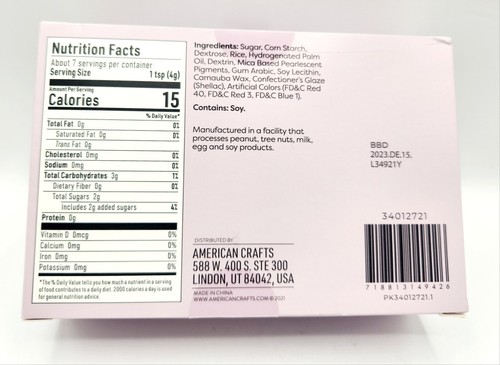 Nutrition Facts
About 7 servings per container
Serving Size 1 tsp (4g)
Amount Per Serving
Calories 15
% Daily Value*
Total Fat 0g 0%
Saturated Fat 0g 0%
Trans Fat 0g
Cholesterol 0mg 0%
Sodium 0mg 0%
Total Carbohydrates 3g 1%
Dietary Fiber 0g 0%
Total Sugars 2g
Includes 2g added sugars 4%
Protein 0g
Vitamin D 0mcg 0%
Calcium 0mg 0%
Iron 0mg 0%
Potassium 0mg 0%
*The % Daily Value tells you how much a nutrient in a serving
of food contributes to a daily diet. 2000 calories a day is used
for general nutrition advice.
Ingredients: Sugar, Corn Starch,
Dextrose, Rice, Hydrogenated Palm
Oil, Dextrin, Mica Based Pearlescent
Pigments, Gum Arabic, Soy Lecithin,
Carnauba Wax, Confectioner's Glaze
(Shellac), Artificial Colors (FD&C Red
40, FD&C Red 3, FD&C Blue 1).
Contains: Soy.
Manufactured in a facility that
processes peanut, tree nuts, milk,
egg and soy products.
BBD
2023.DE.15.
L34921Y
DISTRIBUTED BY
AMERICAN CRAFTS
588 W. 400 S. STE 300
LINDON, UT 84042, USA
MADE IN CHINA
WWW.AMERICANCRAFTS.COM © 2021
34012721
718813149426
PK34012721.1